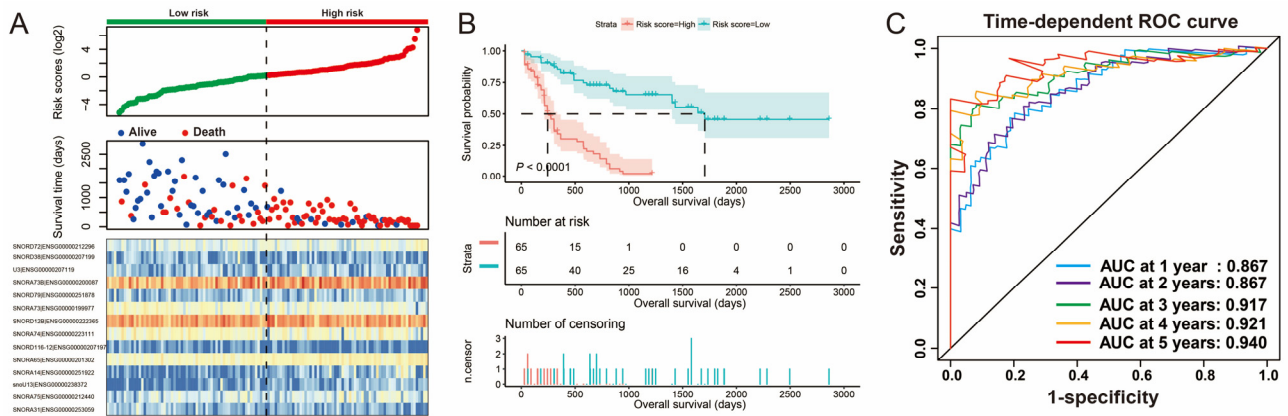 A
Low risk
High risk
Risk scores (log2)
4
0
−4
Alive
Death
Survival time (days)
2500
1000
0
SNORD72|ENSG00000212296
SNORD38|ENSG00000207199
U3|ENSG00000207119
SNORA73B|ENSG00000200087
SNORD79|ENSG00000251878
SNORA73|ENSG00000199977
SNORD12B|ENSG00000222365
SNORA74|ENSG00000223111
SNORD116-12|ENSG00000207197
SNORA65|ENSG00000201302
SNORA14|ENSG00000251922
snoU13|ENSG00000238372
SNORA75|ENSG00000212440
SNORA31|ENSG00000253059
B
Strata
Risk score=High
Risk score=Low
Survival probability
1.00
0.75
0.50
0.25
0.00
P < 0.0001
0 500 1000 1500 2000 2500 3000
Overall survival (days)
Number at risk
Strata
65 15 1 0 0 0 0
65 40 25 16 4 1 0
0 500 1000 1500 2000 2500 3000
Overall survival (days)
Number of censoring
n.censor
3
2
1
0
0 500 1000 1500 2000 2500 3000
Overall survival (days)
C
Time-dependent ROC curve
Sensitivity
1.0
0.8
0.6
0.4
0.2
0.0
AUC at 1 year : 0.867
AUC at 2 years: 0.867
AUC at 3 years: 0.917
AUC at 4 years: 0.921
AUC at 5 years: 0.940
0.0 0.2 0.4 0.6 0.8 1.0
1-specificity